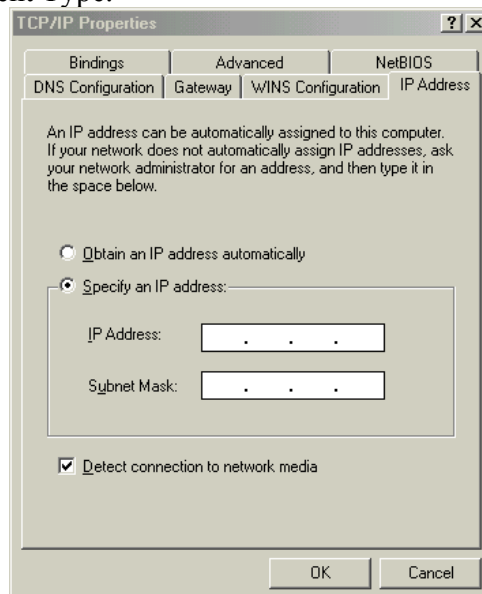 ent Type.
TCP/IP Properties ? ×
Bindings Advanced NetBIOS
DNS Configuration Gateway WINS Configuration IP Address
An IP address can be automatically assigned to this computer.
If your network does not automatically assign IP addresses, ask
your network administrator for an address, and then type it in
the space below.
Obtain an IP address automatically
Specify an IP address:
IP Address: . . .
Subnet Mask: . . .
Detect connection to network media
OK Cancel